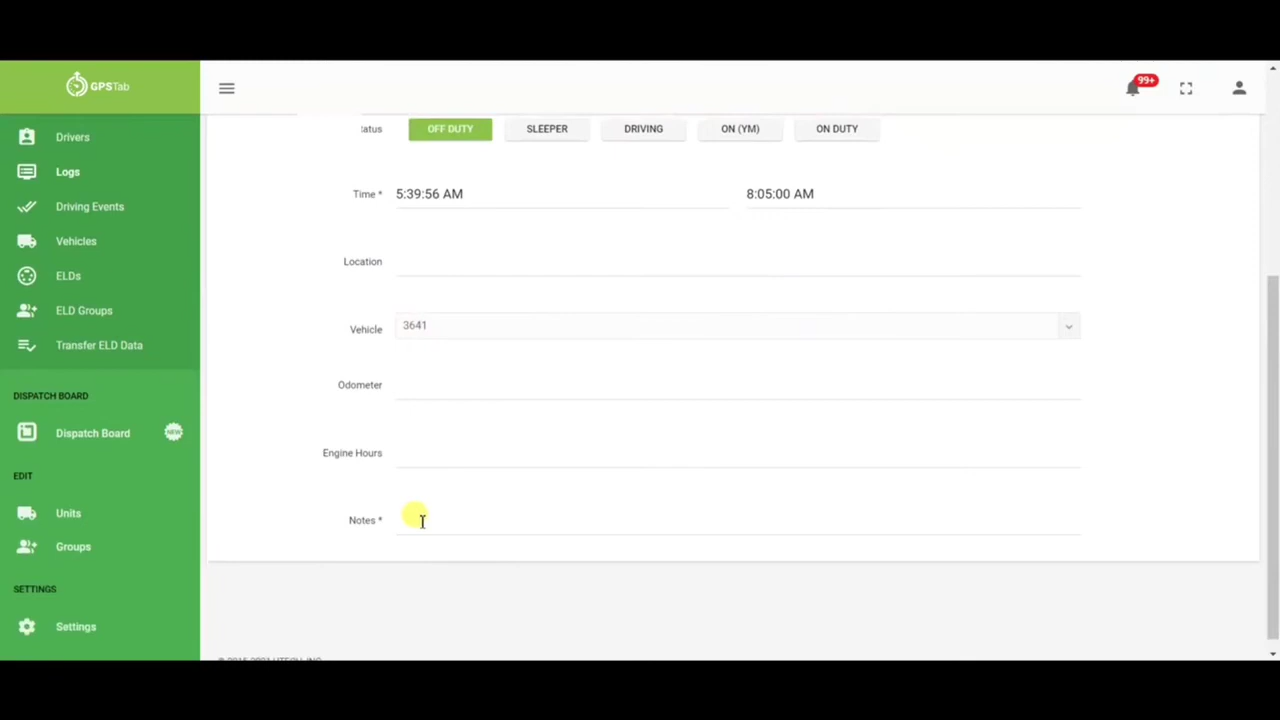 GPSTab
99+
Drivers
Logs
Driving Events
Vehicles
ELDs
ELD Groups
Transfer ELD Data
DISPATCH BOARD
Dispatch Board
NEW
EDIT
Units
Groups
SETTINGS
Settings
tatus OFF DUTY SLEEPER DRIVING ON (YM) ON DUTY
Time * 5:39:56 AM 8:05:00 AM
Location
Vehicle 3641
Odometer
Engine Hours
Notes *